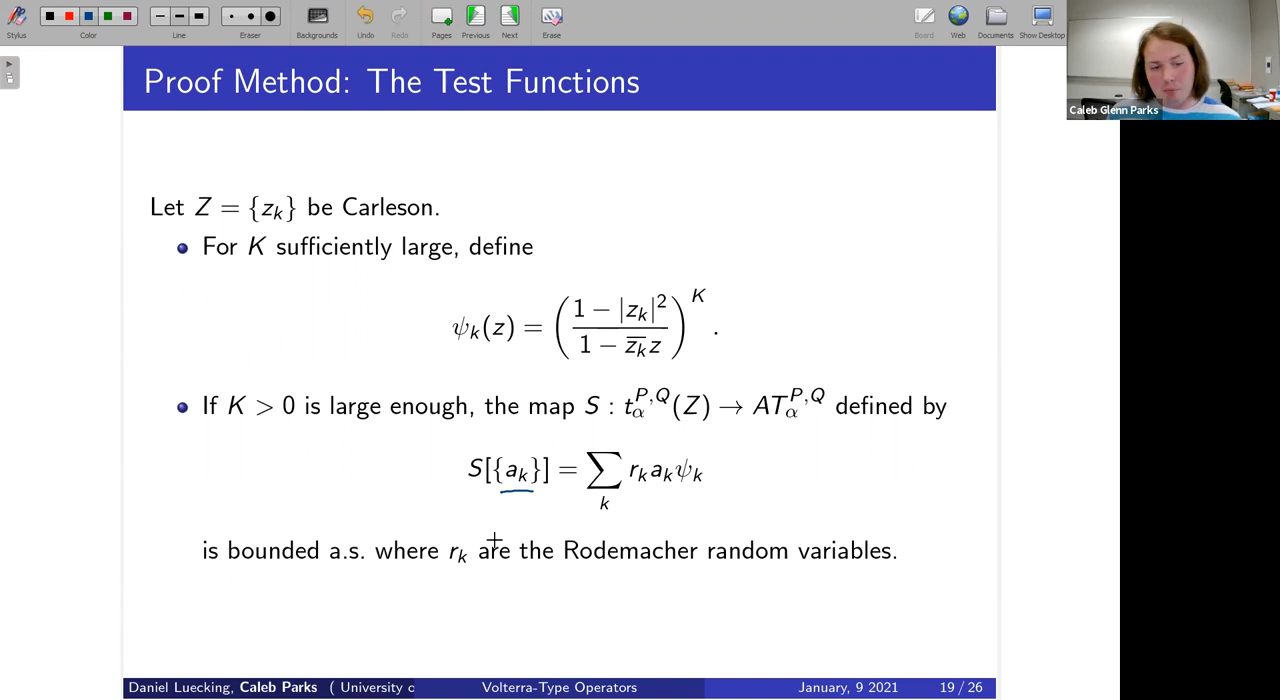 Stylus
Color
Line
Eraser
Backgrounds
Undo
Redo
Pages
Previous
Next
Erase
Board
Web
Documents
Show Desktop
Caleb Glenn Parks
Proof Method: The Test Functions
Let Z = {z_k} be Carleson.
For K sufficiently large, define
ψ_k(z) = ((1 − |z_k|²)/(1 − \overline{z_k}z))^K.
If K > 0 is large enough, the map S : t_α^{P,Q}(Z) → AT_α^{P,Q} defined by
S[{a_k}] = ∑_k r_k a_k ψ_k
is bounded a.s. where r_k are the Rodemacher random variables.
Daniel Luecking, Caleb Parks ( University c
Volterra-Type Operators
January, 9 2021
19 / 26